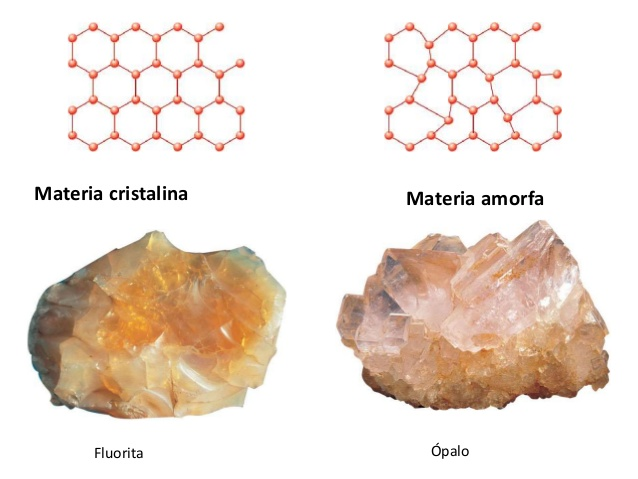 Materia cristalina
Materia amorfa
Fluorita
Ópalo